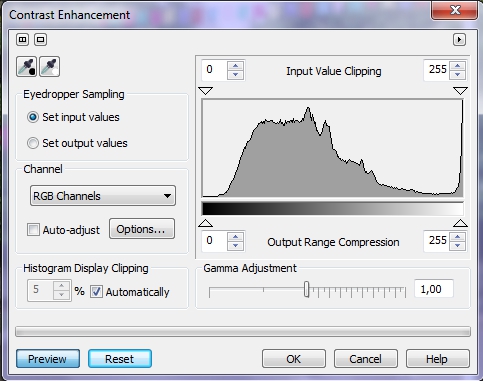 Contrast Enhancement
0 Input Value Clipping 255
Eyedropper Sampling
Set input values
Set output values
Channel
RGB Channels
Auto-adjust Options...
0 Output Range Compression 255
Histogram Display Clipping
5 % Automatically
Gamma Adjustment
1,00
Preview Reset OK Cancel Help